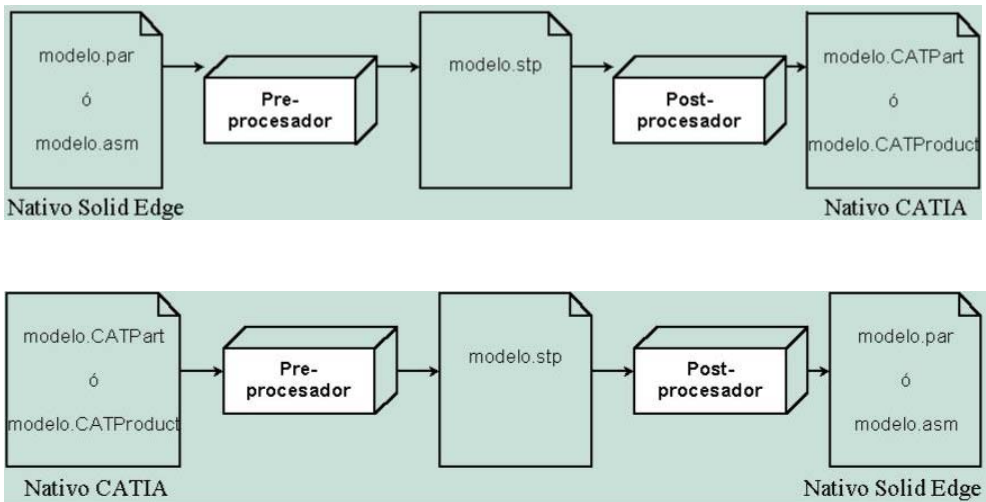 modelo.par
ó
modelo.asm
Nativo Solid Edge
Pre-
procesador
modelo.stp
Post-
procesador
modelo.CATPart
ó
modelo.CATProduct
Nativo CATIA
modelo.CATPart
ó
modelo.CATProduct
Nativo CATIA
Pre-
procesador
modelo.stp
Post-
procesador
modelo.par
ó
modelo.asm
Nativo Solid Edge